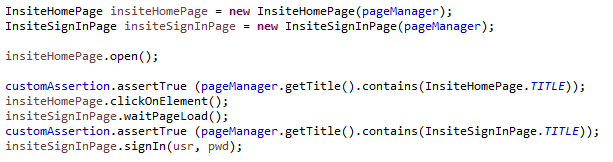 InsiteHomePage insiteHomePage = new InsiteHomePage(pageManager);
InsiteSignInPage insiteSignInPage = new InsiteSignInPage(pageManager);
insiteHomePage.open();
customAssertion.assertTrue (pageManager.getTitle().contains(InsiteHomePage.TITLE));
insiteHomePage.clickOnElement();
insiteSignInPage.waitPageLoad();
customAssertion.assertTrue (pageManager.getTitle().contains(InsiteSignInPage.TITLE));
insiteSignInPage.signIn(usr, pwd);